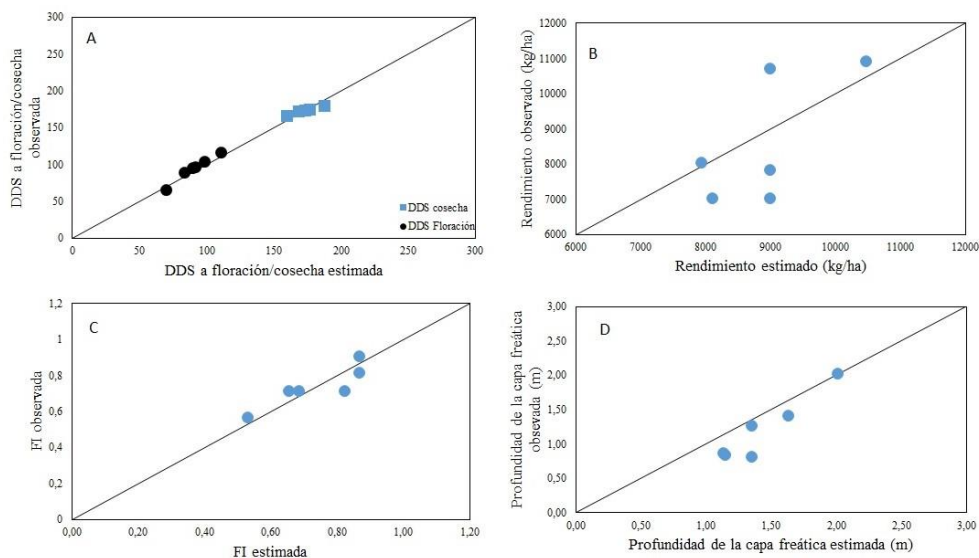 A
DDS a floración/cosecha
observada
300
250
200
150
100
50
0
0 50 100 150 200 250 300
DDS a floración/cosecha estimada
DDS cosecha
DDS Floración
B
Rendimiento observado (kg/ha)
12000
11000
10000
9000
8000
7000
6000
6000 7000 8000 9000 10000 11000 12000
Rendimiento estimado (kg/ha)
C
FI observada
1,2
1
0,8
0,6
0,4
0,2
0
0,00 0,20 0,40 0,60 0,80 1,00 1,20
FI estimada
D
Profundidad de la capa freática
obsevada (m)
3,00
2,50
2,00
1,50
1,00
0,50
0,00
0,00 0,50 1,00 1,50 2,00 2,50 3,00
Profundidad de la capa freática estimada (m)